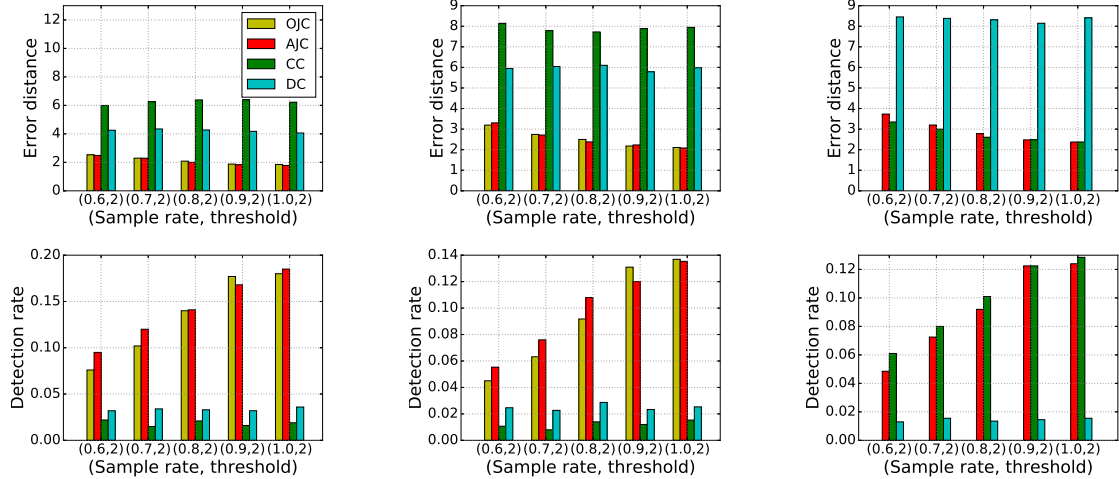 Error distance
12
10
8
6
4
2
0
OJC
AJC
CC
DC
(0.6,2) (0.7,2) (0.8,2) (0.9,2) (1.0,2)
(Sample rate, threshold)
Error distance
9
8
7
6
5
4
3
2
1
0
(0.6,2) (0.7,2) (0.8,2) (0.9,2) (1.0,2)
(Sample rate, threshold)
Error distance
9
8
7
6
5
4
3
2
1
0
(0.6,2) (0.7,2) (0.8,2) (0.9,2) (1.0,2)
(Sample rate, threshold)
Detection rate
0.20
0.15
0.10
0.05
0.00
(0.6,2) (0.7,2) (0.8,2) (0.9,2) (1.0,2)
(Sample rate, threshold)
Detection rate
0.14
0.12
0.10
0.08
0.06
0.04
0.02
0.00
(0.6,2) (0.7,2) (0.8,2) (0.9,2) (1.0,2)
(Sample rate, threshold)
Detection rate
0.12
0.10
0.08
0.06
0.04
0.02
0.00
(0.6,2) (0.7,2) (0.8,2) (0.9,2) (1.0,2)
(Sample rate, threshold)